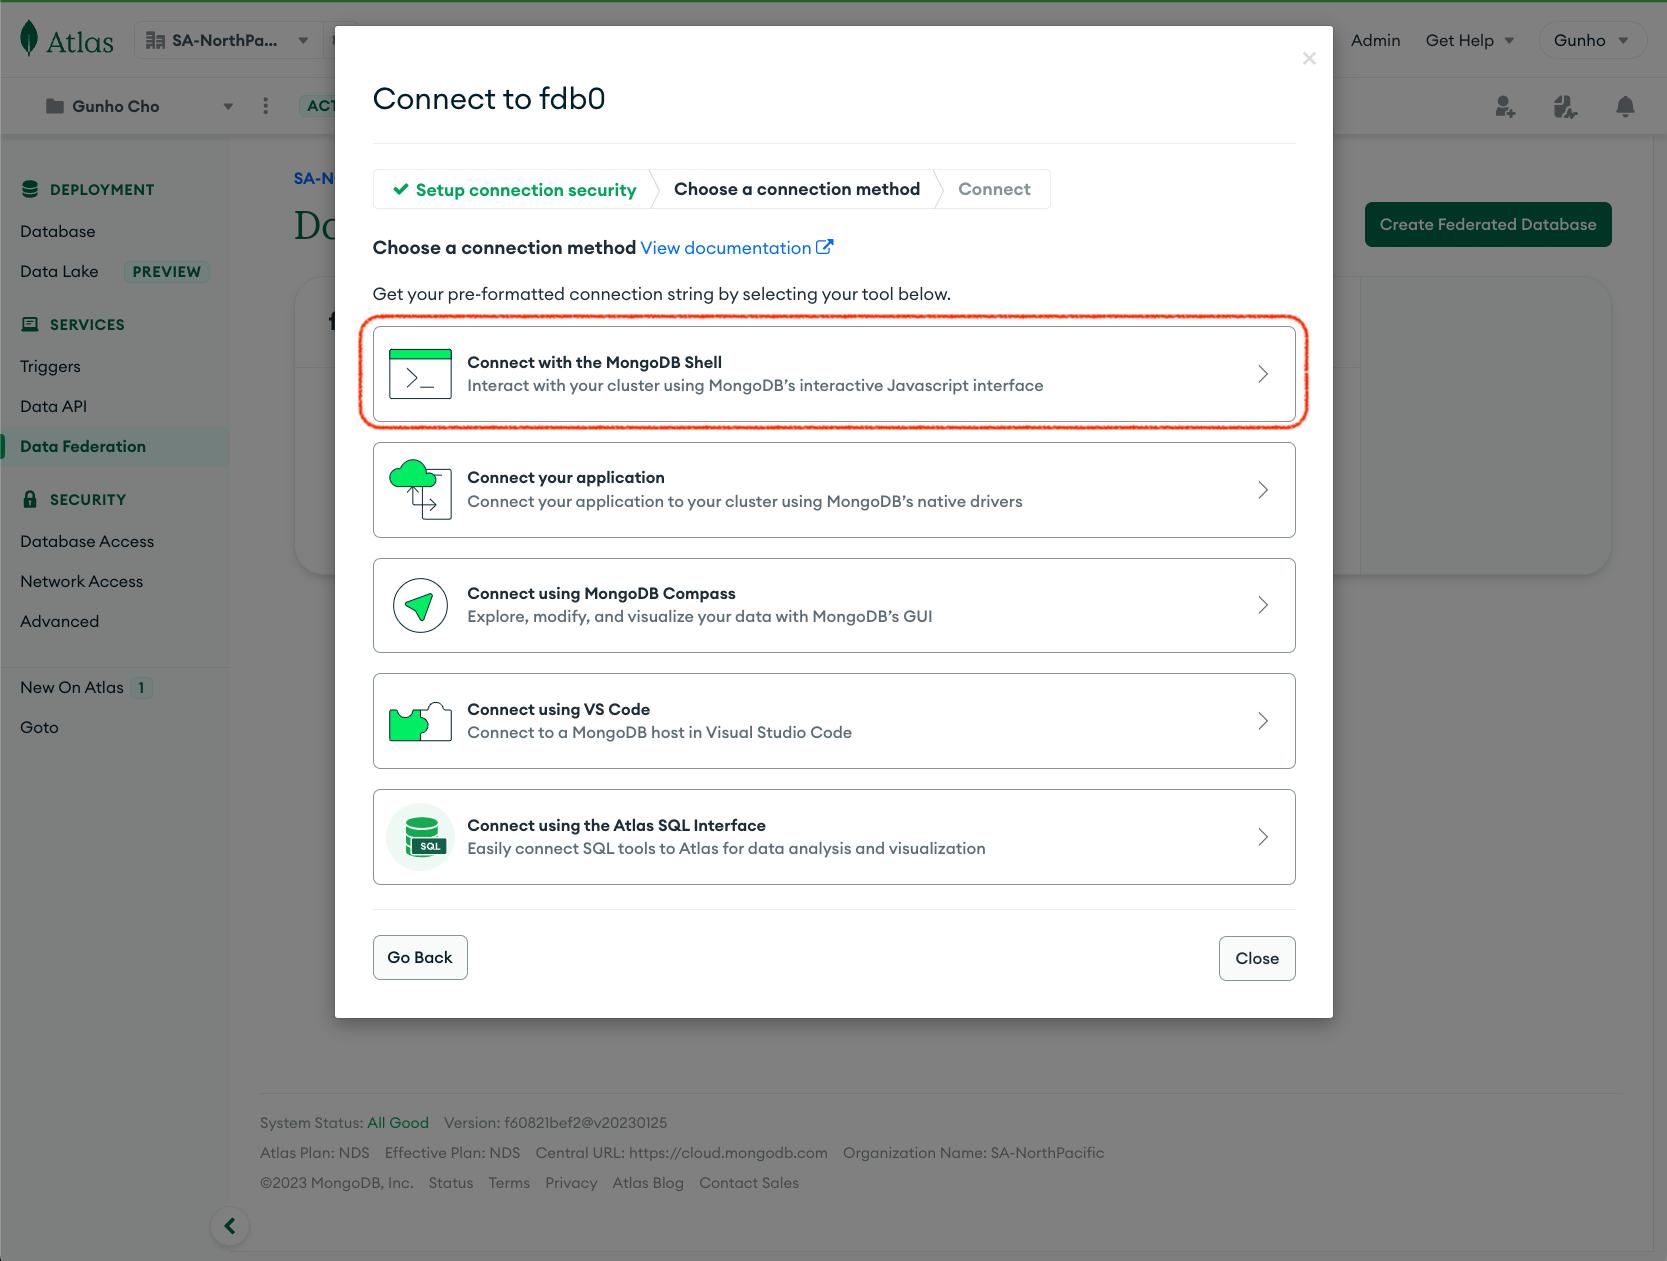 Atlas
SA-NorthPa...
Admin
Get Help
Gunho
Gunho Cho
DEPLOYMENT
Database
Data Lake PREVIEW
SERVICES
Triggers
Data API
Data Federation
SECURITY
Database Access
Network Access
Advanced
New On Atlas 1
Goto
Create Federated Database
Connect to fdb0
Setup connection security
Choose a connection method
Connect
Choose a connection method View documentation
Get your pre-formatted connection string by selecting your tool below.
Connect with the MongoDB Shell
Interact with your cluster using MongoDB’s interactive Javascript interface
Connect your application
Connect your application to your cluster using MongoDB’s native drivers
Connect using MongoDB Compass
Explore, modify, and visualize your data with MongoDB’s GUI
Connect using VS Code
Connect to a MongoDB host in Visual Studio Code
SQL
Connect using the Atlas SQL Interface
Easily connect SQL tools to Atlas for data analysis and visualization
Go Back
Close
System Status: All Good Version: f60821bef2@v20230125
Atlas Plan: NDS Effective Plan: NDS Central URL: https://cloud.mongodb.com Organization Name: SA-NorthPacific
©2023 MongoDB, Inc. Status Terms Privacy Atlas Blog Contact Sales